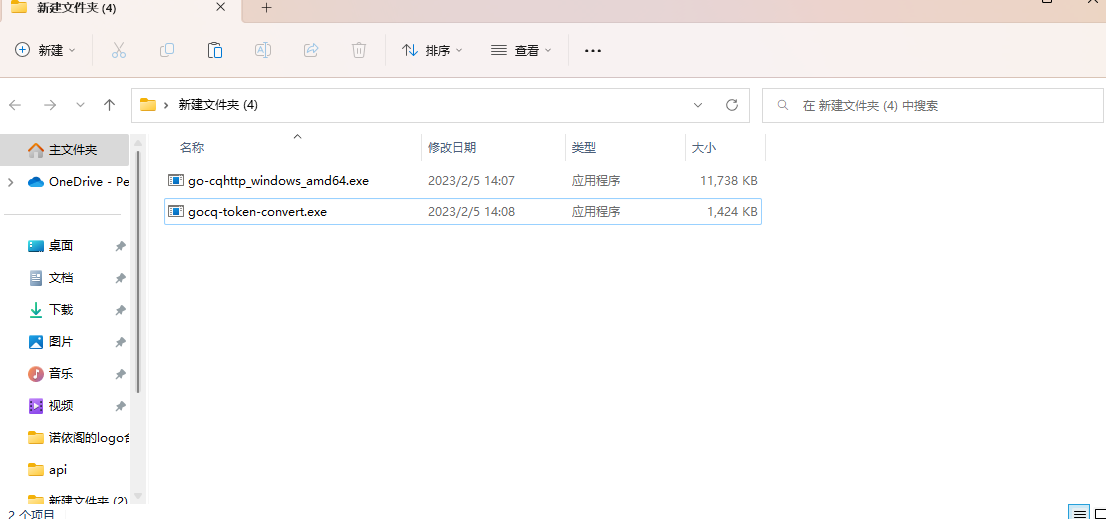 新建文件夹 (4)
新建 排序 查看
新建文件夹 (4) 在 新建文件夹 (4) 中搜索
名称 修改日期 类型 大小
主文件夹
go-cqhttp_windows_amd64.exe 2023/2/5 14:07 应用程序 11,738 KB
OneDrive - Pe
gocq-token-convert.exe 2023/2/5 14:08 应用程序 1,424 KB
桌面
文档
下载
图片
音乐
视频
诺依阁的logo合
api
新建文件夹 (2)
2 个项目